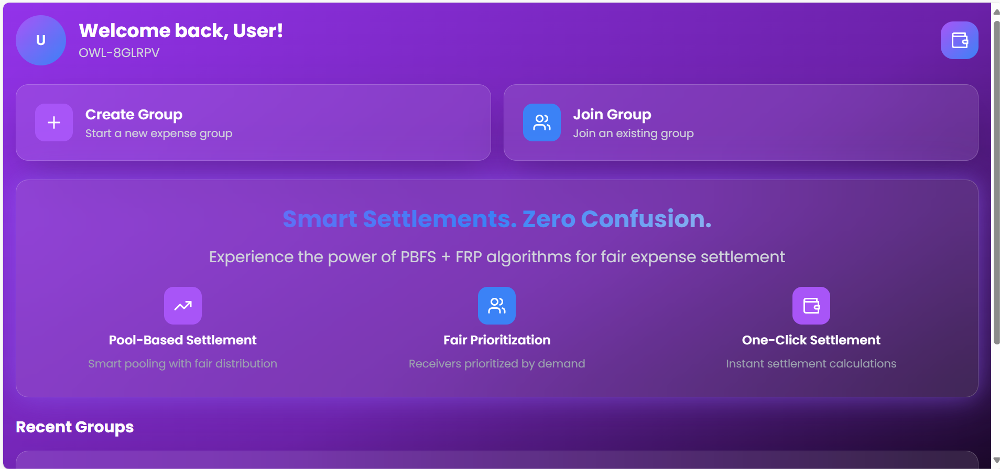 U
Welcome back, User!
OWL-8GLRPV
Create Group
Start a new expense group
Join Group
Join an existing group
Smart Settlements. Zero Confusion.
Experience the power of PBFS + FRP algorithms for fair expense settlement
Pool-Based Settlement
Smart pooling with fair distribution
Fair Prioritization
Receivers prioritized by demand
One-Click Settlement
Instant settlement calculations
Recent Groups